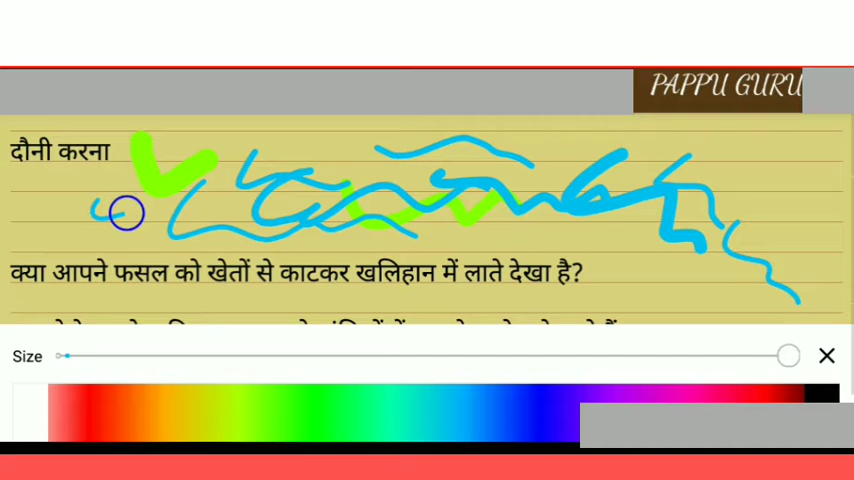 PAPPU GURU
दौनी करना
क्या आपने फसल को खेतों से काटकर खलिहान में लाते देखा है?
Size